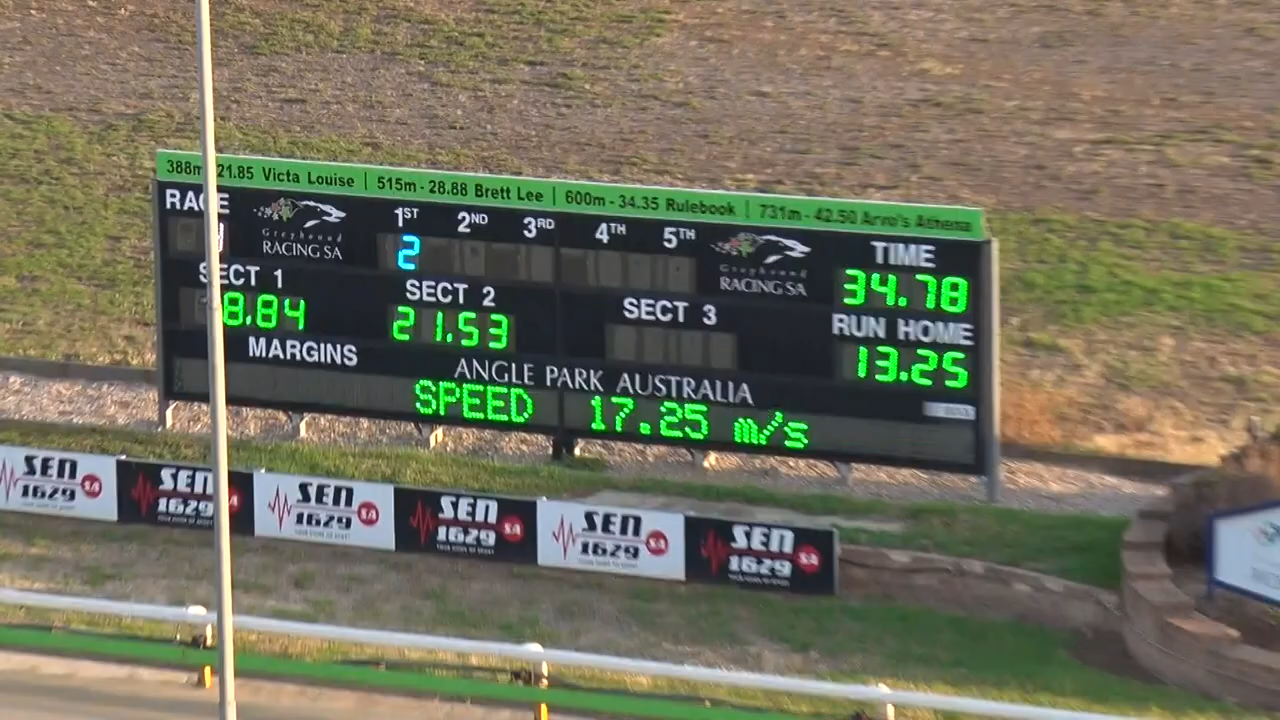 388m 21.85 Victa Louise | 515m - 28.88 Brett Lee | 600m - 34.35 Rulebook | 731m - 42.50 Arro's Athena
RACE
Greyhound
RACING SA
1ST 2ND 3RD 4TH 5TH
2
Greyhound
RACING SA
TIME
34.78
SECT 1
8.84
SECT 2
21.53
SECT 3
RUN HOME
13.25
MARGINS
ANGLE PARK AUSTRALIA
SPEED 17.25 m/s
SEN 1629 SA
SEN 1629
SEN 1629 SA
SEN 1629 SA
SEN 1629 SA
SEN 1629 SA